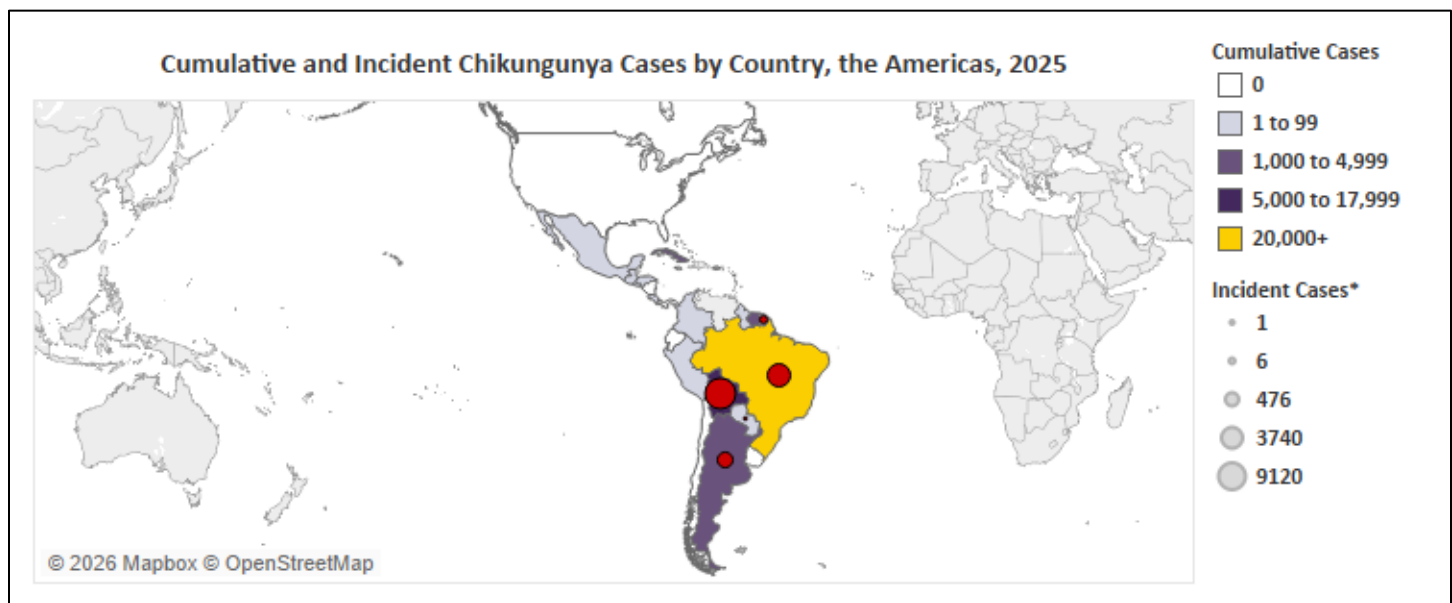 Cumulative and Incident Chikungunya Cases by Country, the Americas, 2025
© 2026 Mapbox © OpenStreetMap
Cumulative Cases
0
1 to 99
1,000 to 4,999
5,000 to 17,999
20,000+
Incident Cases*
1
6
476
3740
9120